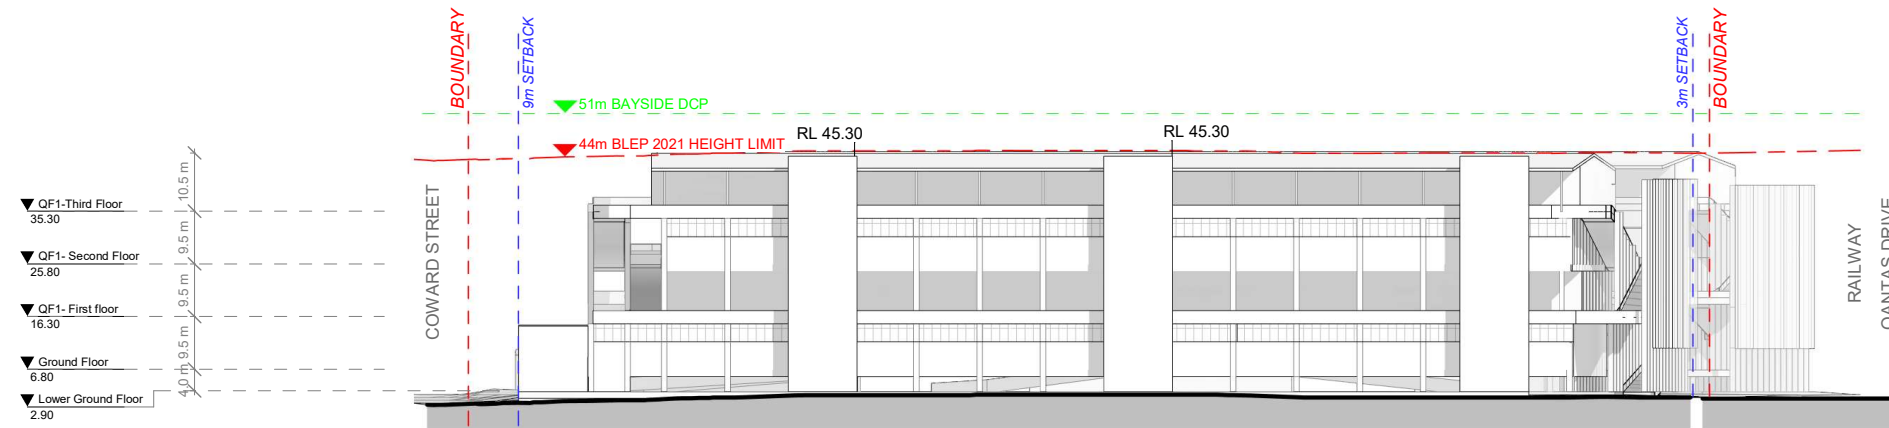 BOUNDARY
9m SETBACK
3m SETBACK
BOUNDARY
51m BAYSIDE DCP
44m BLEP 2021 HEIGHT LIMIT
RL 45.30
RL 45.30
10.5 m
QF1-Third Floor
35.30
9.5 m
QF1- Second Floor
25.80
9.5 m
QF1- First floor
16.30
9.5 m
Ground Floor
6.80
4.0 m
Lower Ground Floor
2.90
COWARD STREET
RAILWAY
QANTAS DRIVE